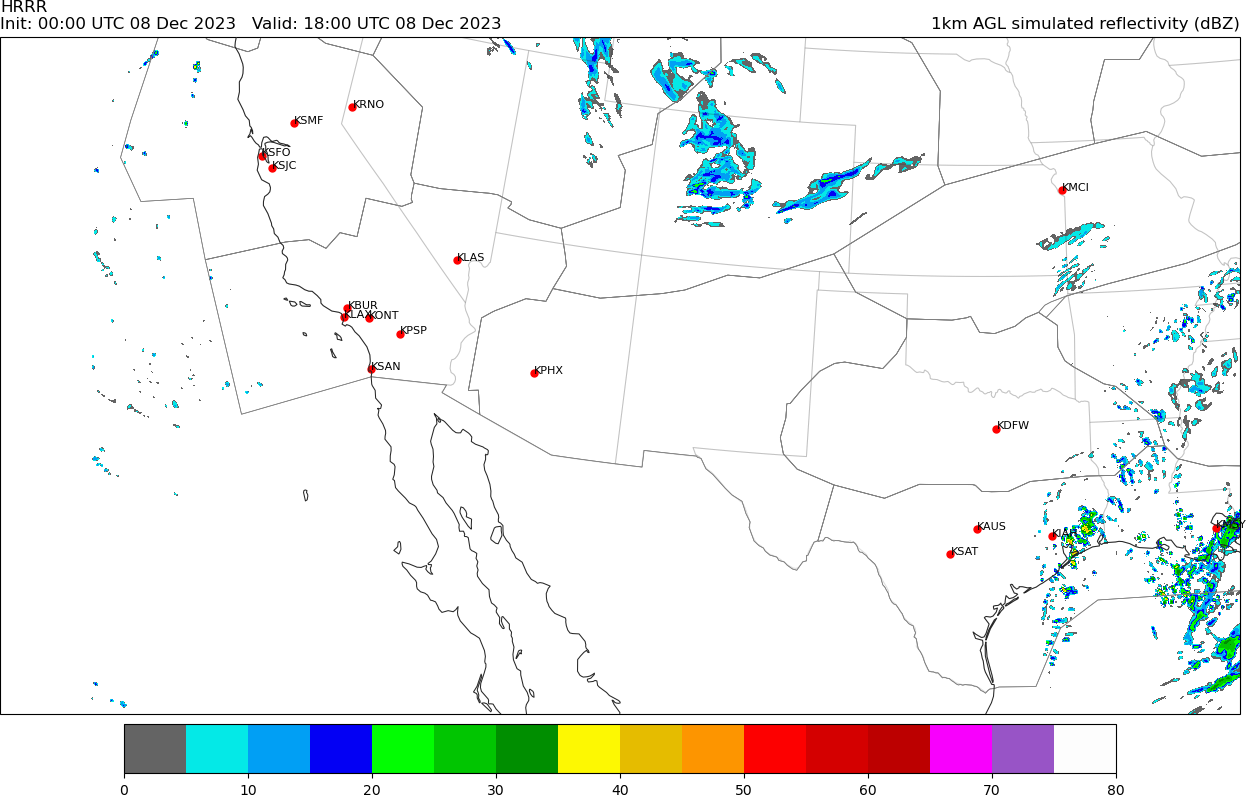 HRRR
Init: 00:00 UTC 08 Dec 2023   Valid: 18:00 UTC 08 Dec 2023
1km AGL simulated reflectivity (dBZ)
KRNO
KSMF
KSFO
KSJC
KMCI
KLAS
KBUR
KLAX
KONT
KPSP
KSAN
KPHX
KDFW
KAUS
KIAH
KMSY
KSAT
0 10 20 30 40 50 60 70 80